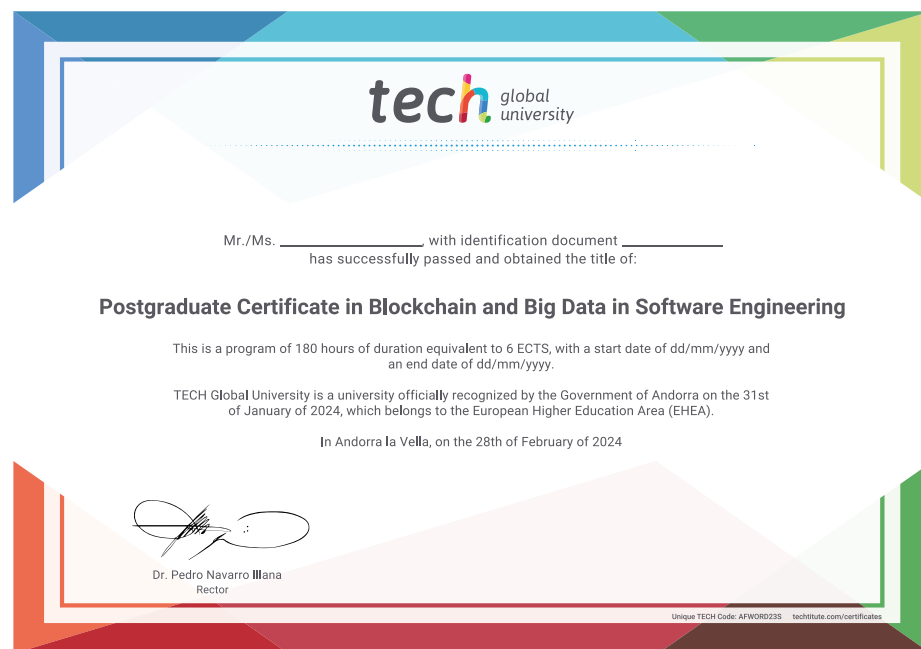 tech global
university
Mr./Ms. ____________, with identification document ____________
has successfully passed and obtained the title of:
Postgraduate Certificate in Blockchain and Big Data in Software Engineering
This is a program of 180 hours of duration equivalent to 6 ECTS, with a start date of dd/mm/yyyy and
an end date of dd/mm/yyyy.
TECH Global University is a university officially recognized by the Government of Andorra on the 31st
of January of 2024, which belongs to the European Higher Education Area (EHEA).
In Andorra la Vella, on the 28th of February of 2024
Dr. Pedro Navarro Illana
Rector
Unique TECH Code: AFWORD23S techtitute.com/certificates